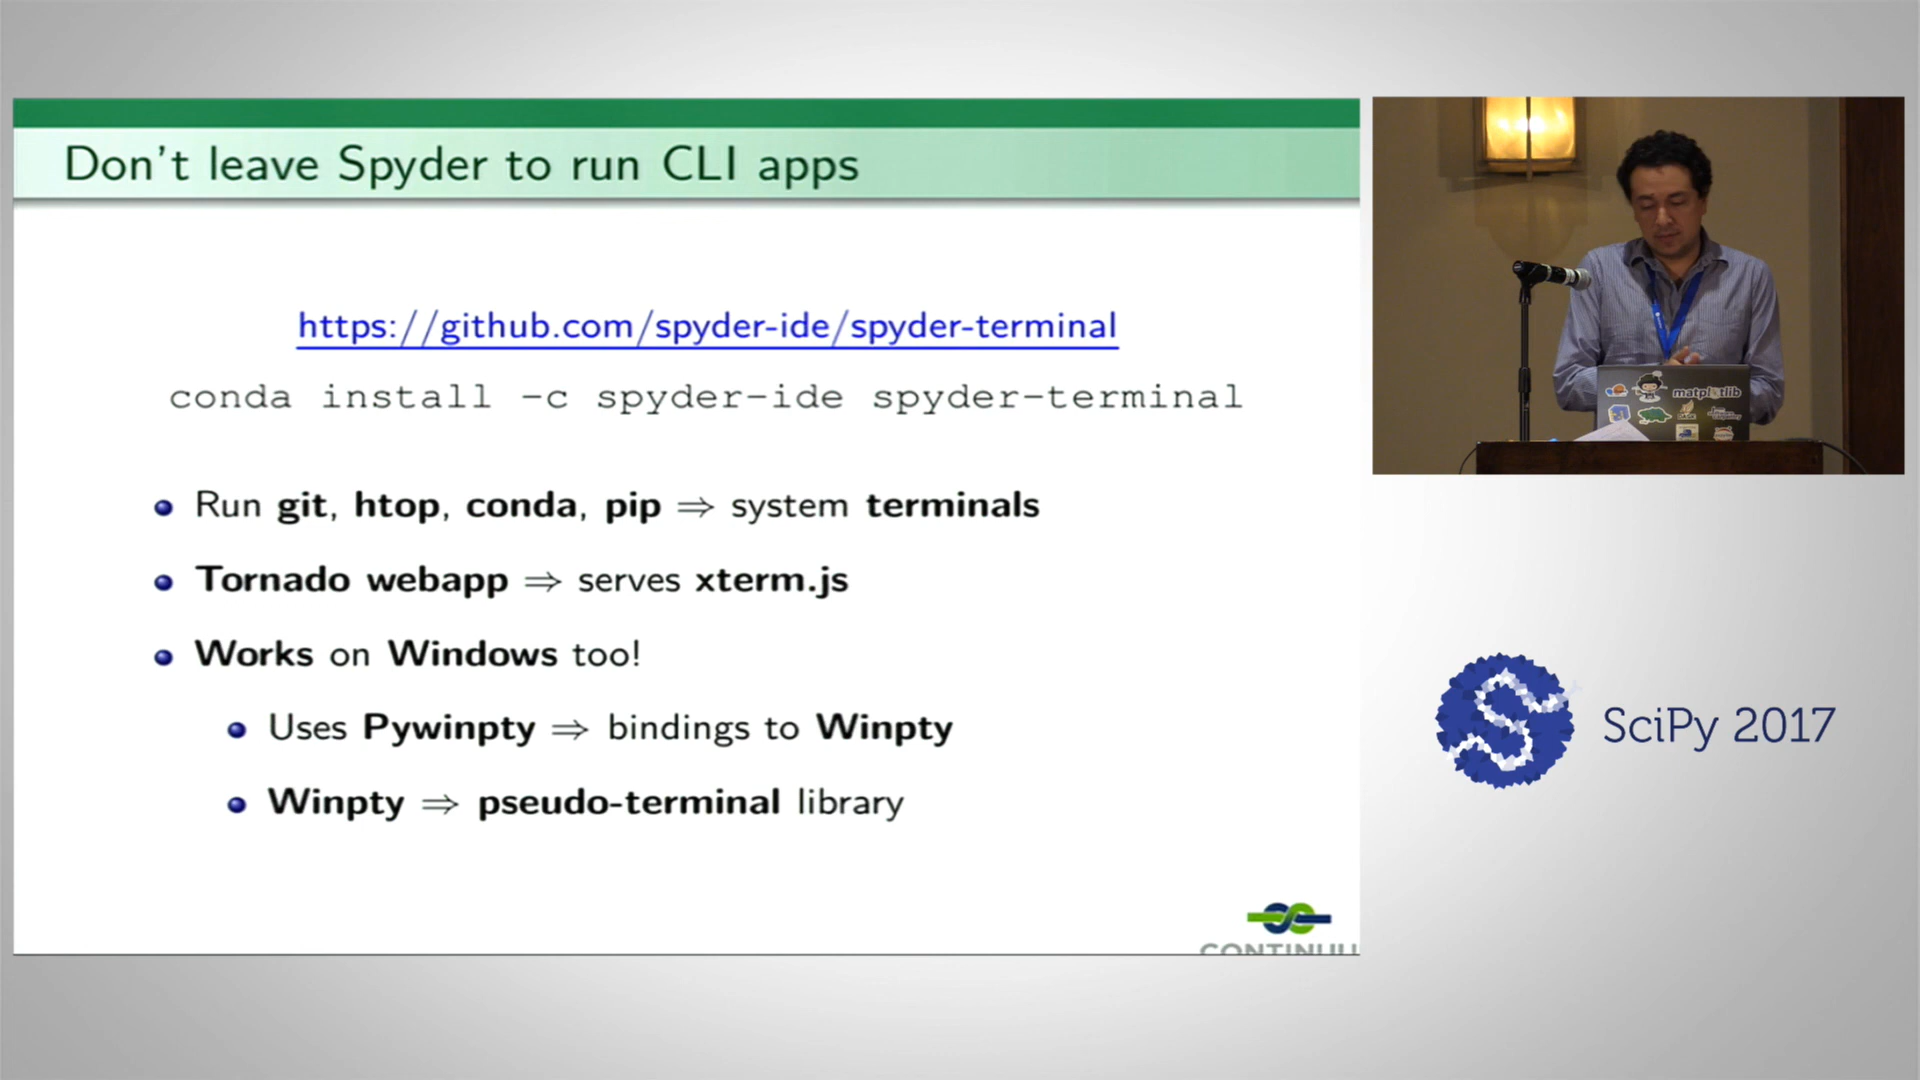 Don't leave Spyder to run CLI apps
https://github.com/spyder-ide/spyder-terminal
conda install -c spyder-ide spyder-terminal
Run git, htop, conda, pip ⇒ system terminals
Tornado webapp ⇒ serves xterm.js
Works on Windows too!
Uses Pywinpty ⇒ bindings to Winpty
Winpty ⇒ pseudo-terminal library
CONTINUU
matplotlib
DASK
SciPy 2017